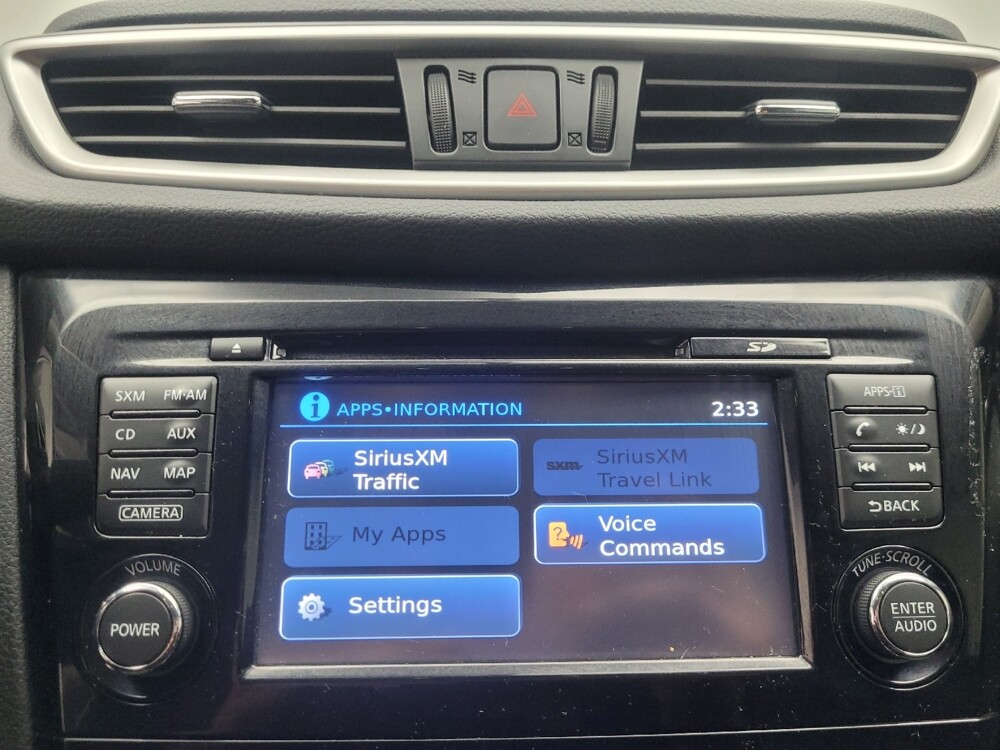 SD
SXM FM·AM
CD AUX
NAV MAP
CAMERA
VOLUME
POWER
i APPS•INFORMATION 2:33
SiriusXM
Traffic
sxm SiriusXM
Travel Link
My Apps
? Voice
Commands
Settings
APPS·i
BACK
TUNE·SCROLL
ENTER
AUDIO